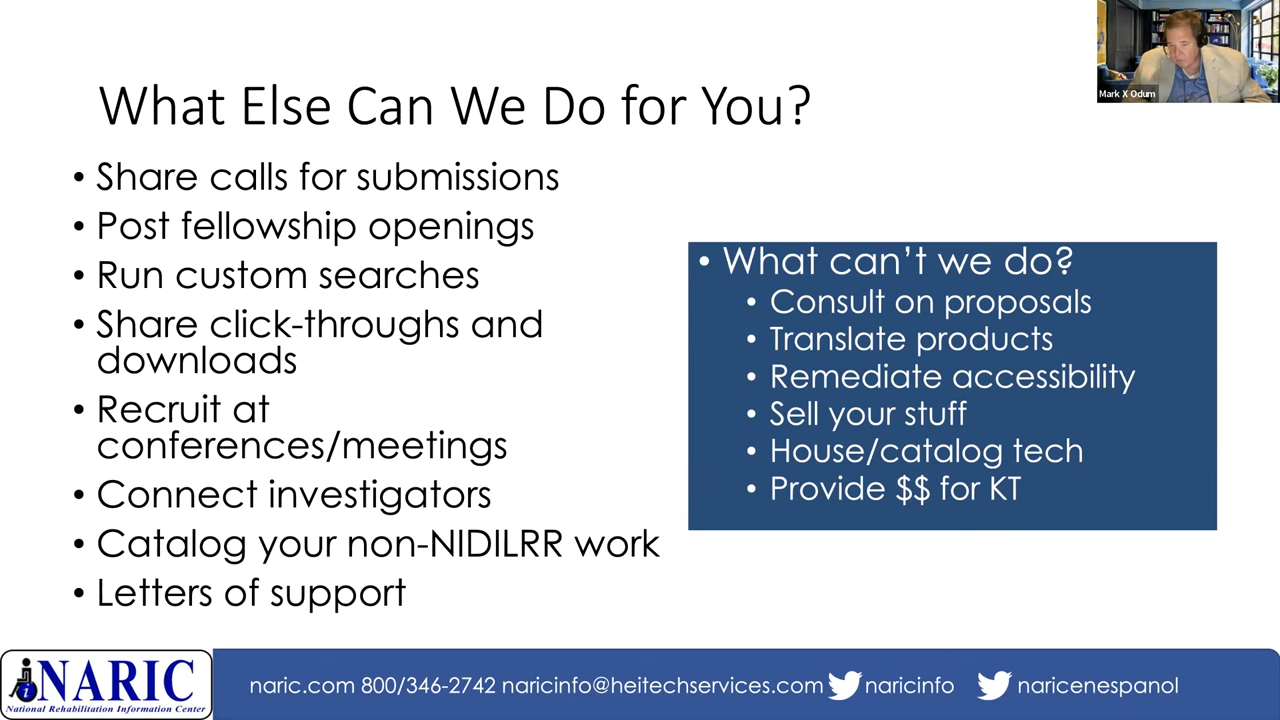 Mark X Odum
What Else Can We Do for You?
• Share calls for submissions
• Post fellowship openings
• Run custom searches
• Share click-throughs and
downloads
• Recruit at
conferences/meetings
• Connect investigators
• Catalog your non-NIDILRR work
• Letters of support
• What can’t we do?
• Consult on proposals
• Translate products
• Remediate accessibility
• Sell your stuff
• House/catalog tech
• Provide $$ for KT
NARIC
National Rehabilitation Information Center
naric.com 800/346-2742 naricinfo@heitechservices.com naricinfo naricenespanol